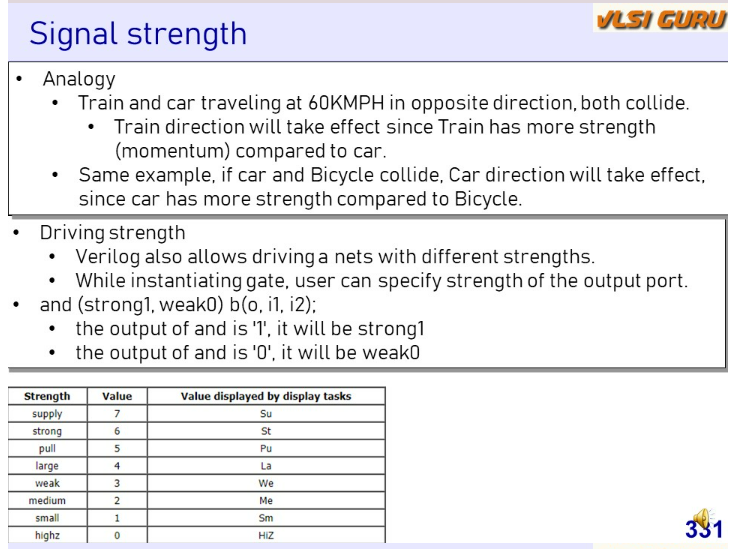 Signal strength
VLSI GURU
• Analogy
• Train and car traveling at 60KMPH in opposite direction, both collide.
• Train direction will take effect since Train has more strength
(momentum) compared to car.
• Same example, if car and Bicycle collide, Car direction will take effect,
since car has more strength compared to Bicycle.
• Driving strength
• Verilog also allows driving a nets with different strengths.
• While instantiating gate, user can specify strength of the output port.
• and (strong1, weak0) b(o, i1, i2);
• the output of and is '1', it will be strong1
• the output of and is '0', it will be weak0
Strength Value Value displayed by display tasks
supply 7 Su
strong 6 St
pull 5 Pu
large 4 La
weak 3 We
medium 2 Me
small 1 Sm
highz 0 HiZ
331